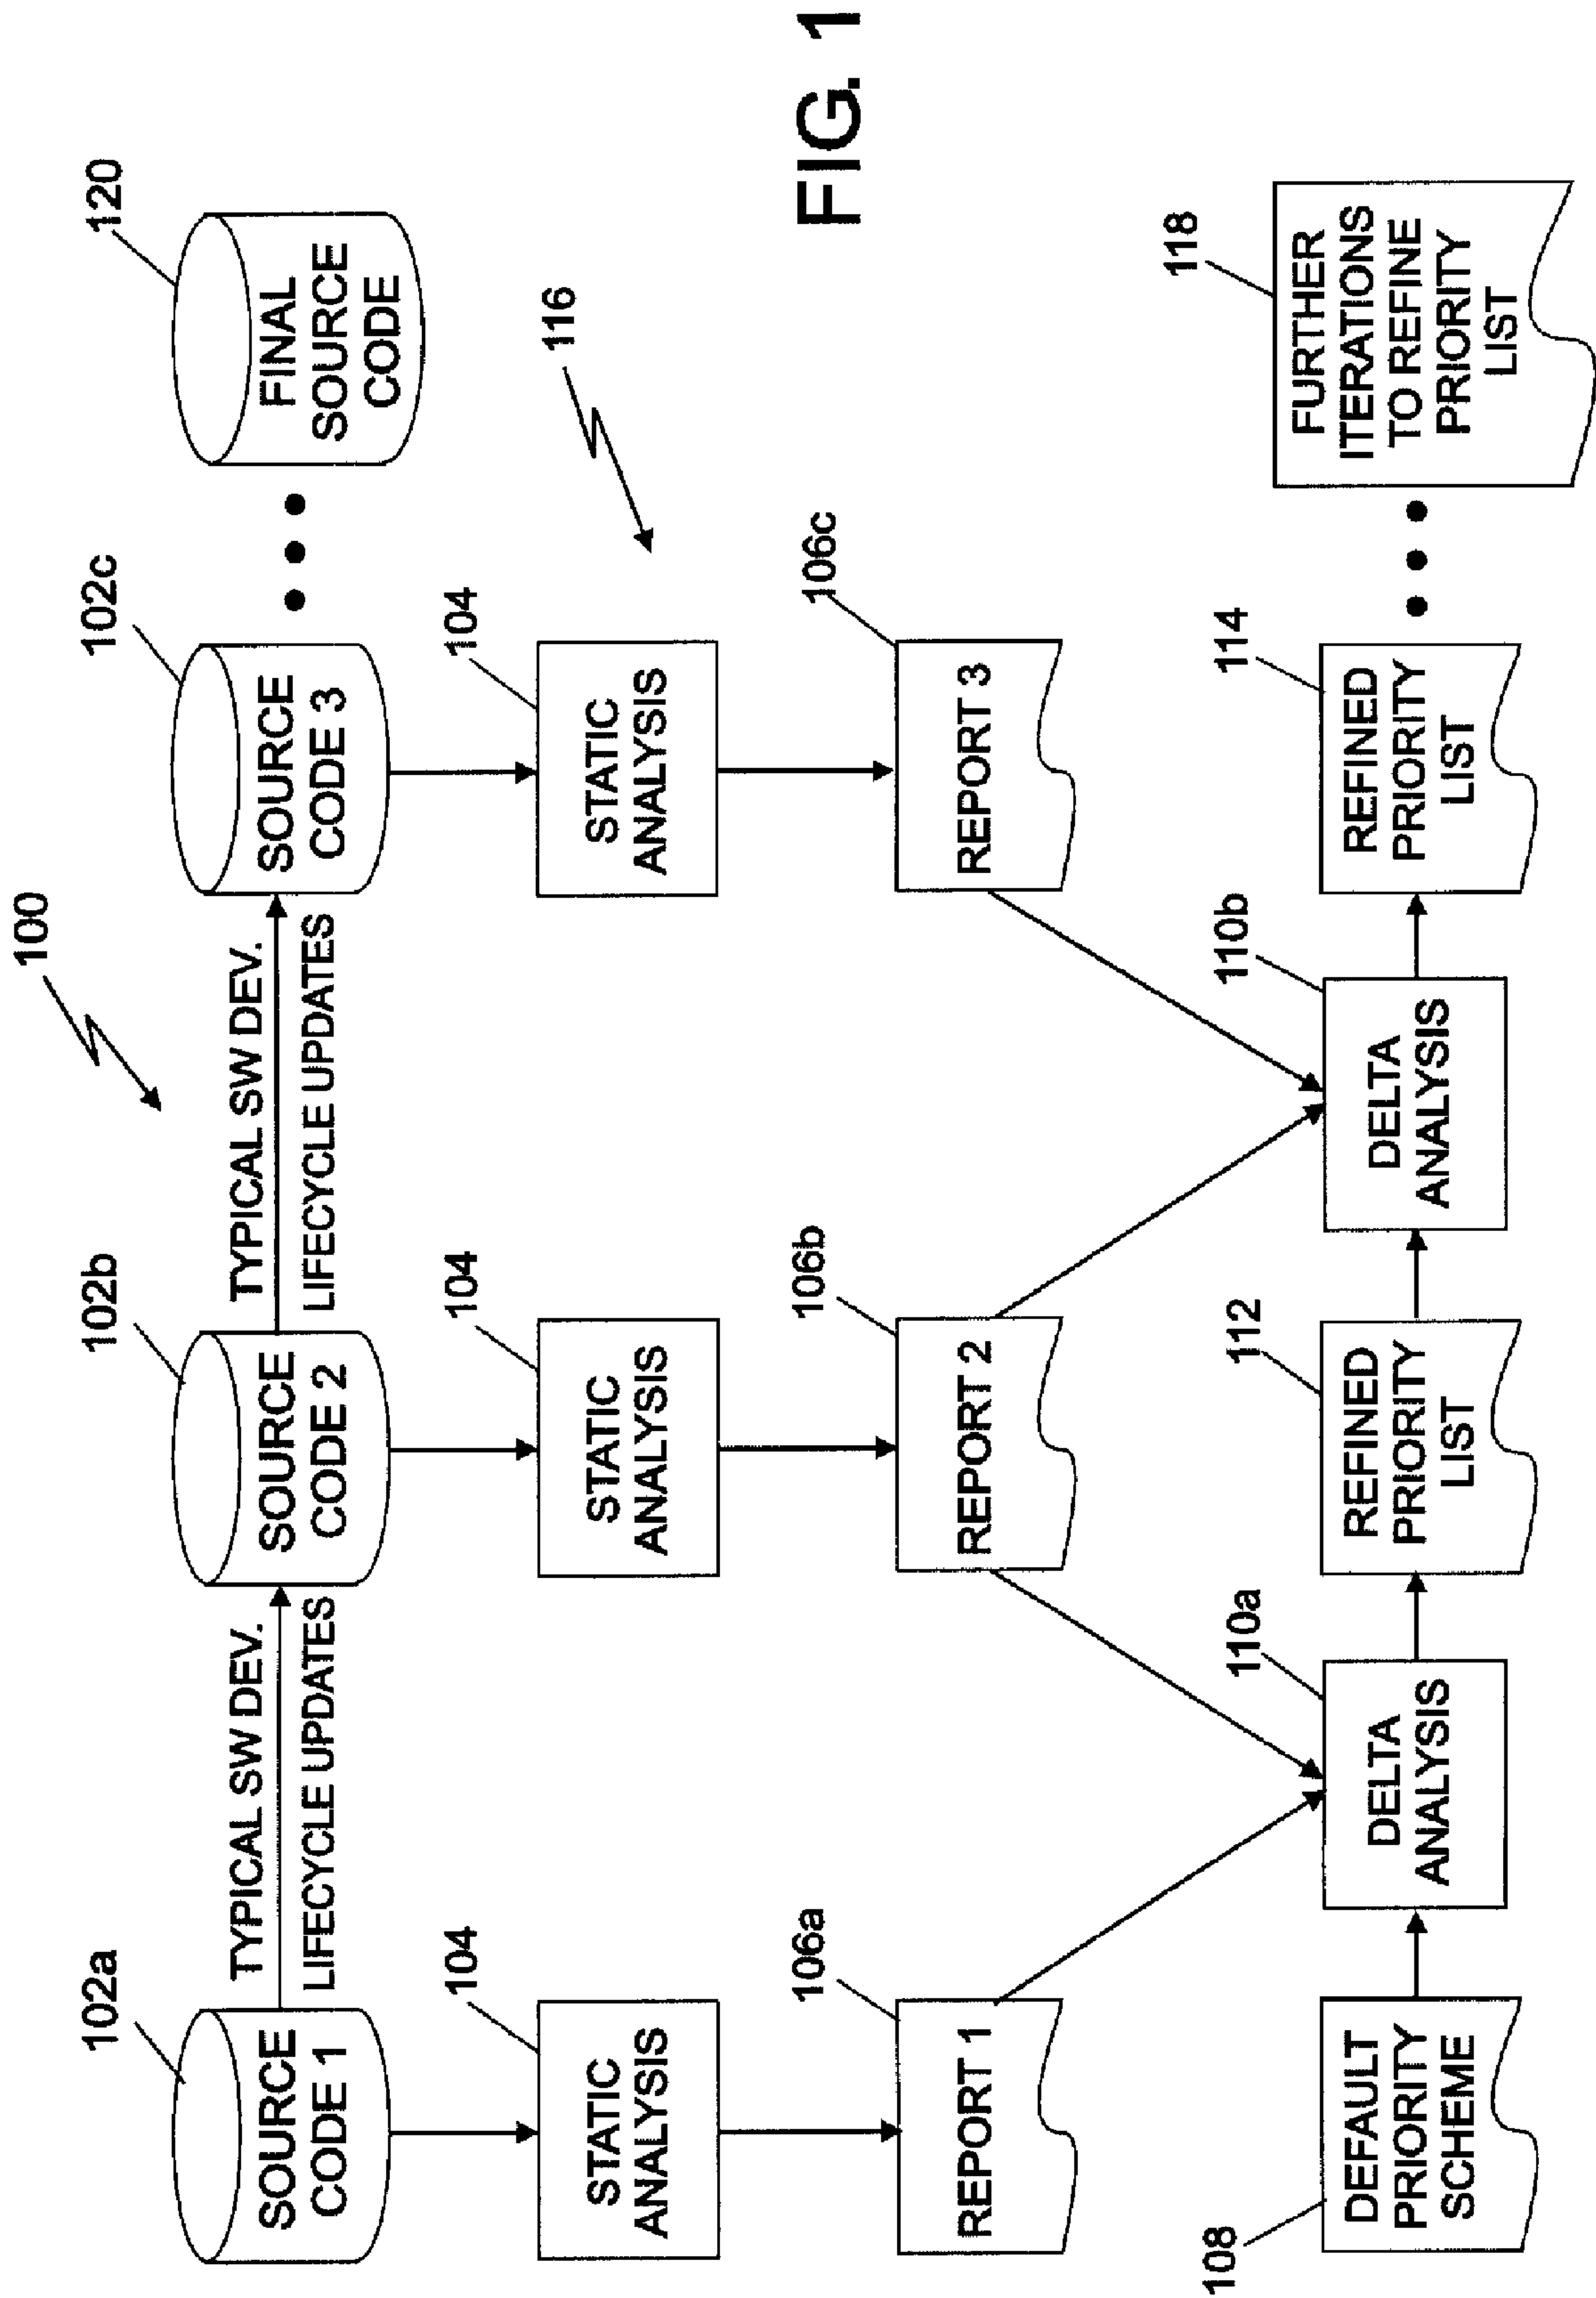 100
102a
SOURCE
CODE 1
TYPICAL SW DEV.
LIFECYCLE UPDATES
102b
SOURCE
CODE 2
TYPICAL SW DEV.
LIFECYCLE UPDATES
102c
SOURCE
CODE 3
120
FINAL
SOURCE
CODE
104
STATIC
ANALYSIS
104
STATIC
ANALYSIS
104
STATIC
ANALYSIS
116
106a
REPORT 1
106b
REPORT 2
106c
REPORT 3
FIG. 1
108
DEFAULT
PRIORITY
SCHEME
110a
DELTA
ANALYSIS
112
REFINED
PRIORITY
LIST
110b
DELTA
ANALYSIS
114
REFINED
PRIORITY
LIST
118
FURTHER
ITERATIONS
TO REFINE
PRIORITY
LIST